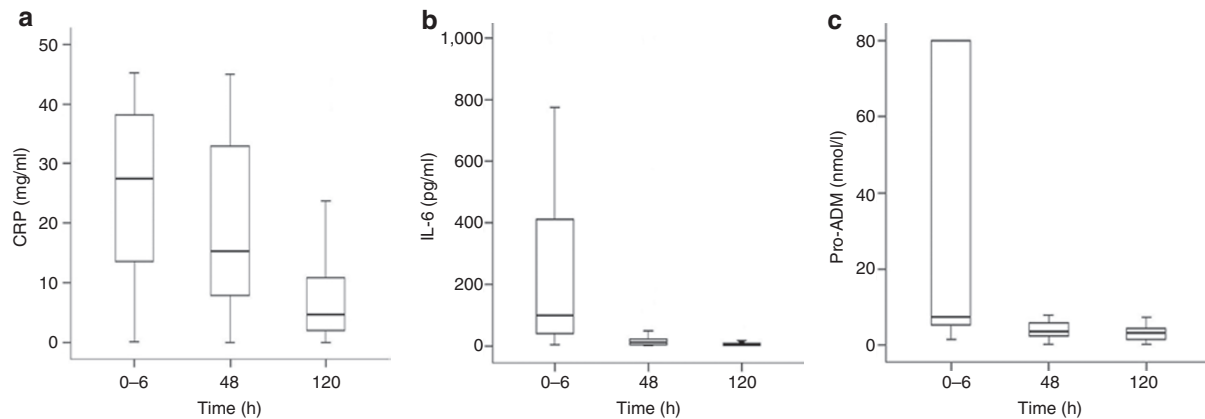 a
CRP (mg/ml)
50
40
30
20
10
0
0–6 48 120
Time (h)
b
IL-6 (pg/ml)
1,000
800
600
400
200
0
0–6 48 120
Time (h)
c
Pro-ADM (nmol/l)
80
60
40
20
0
0–6 48 120
Time (h)